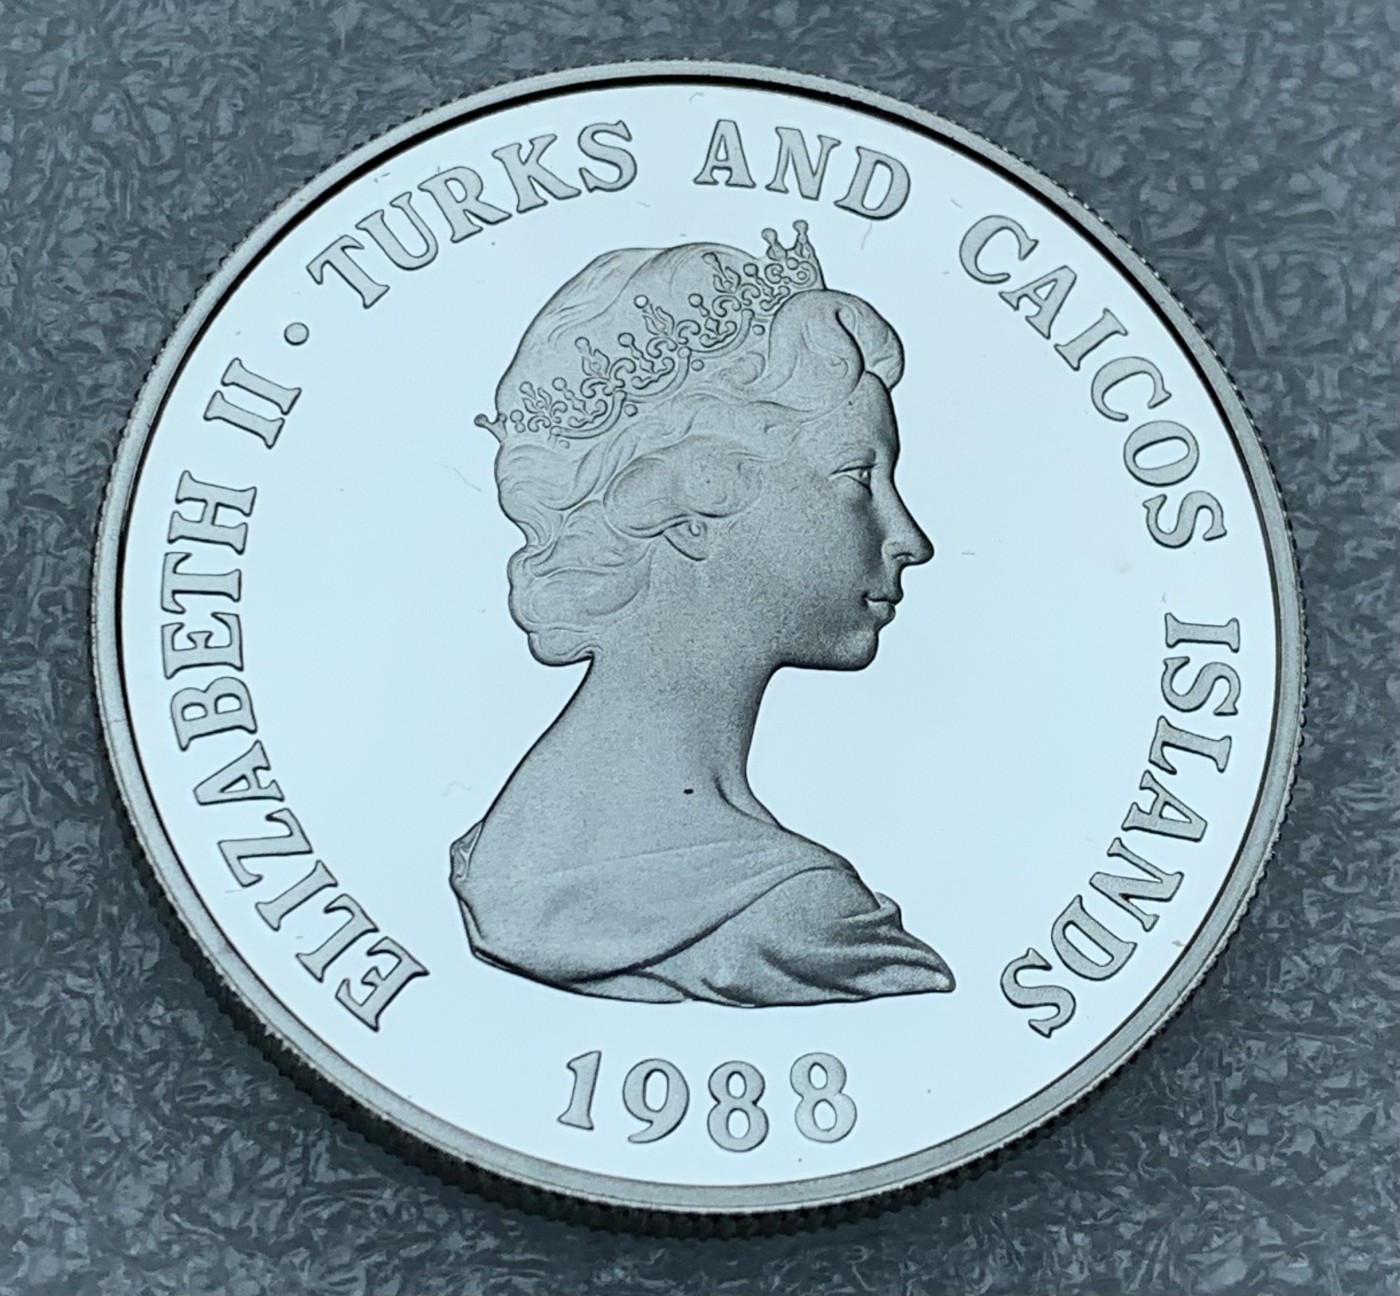 ELIZABETH II · TURKS AND CAICOS ISLANDS
1988